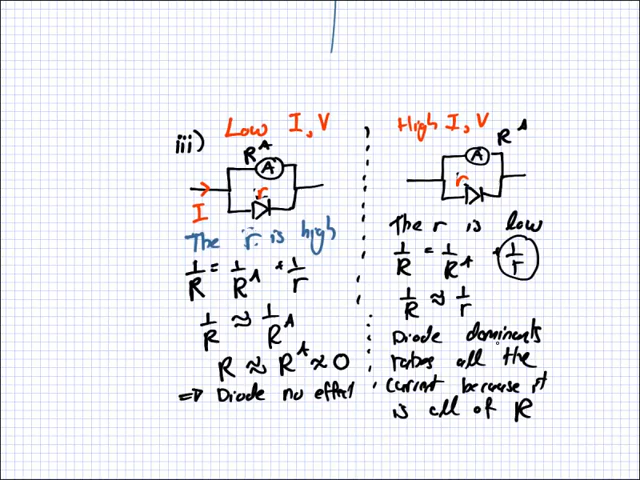 iii)
Low I, V
R^A
A
r
I
The r is high
1/R = 1/R^A + 1/r
1/R ≈ 1/R^A
R ≈ R^A ≈ 0
=> Diode no effect
High I, V
R^A
A
r
The r is low
1/R = 1/R^A + 1/r
1/R ≈ 1/r
Diode dominants
takes all the
current because it
is all of R